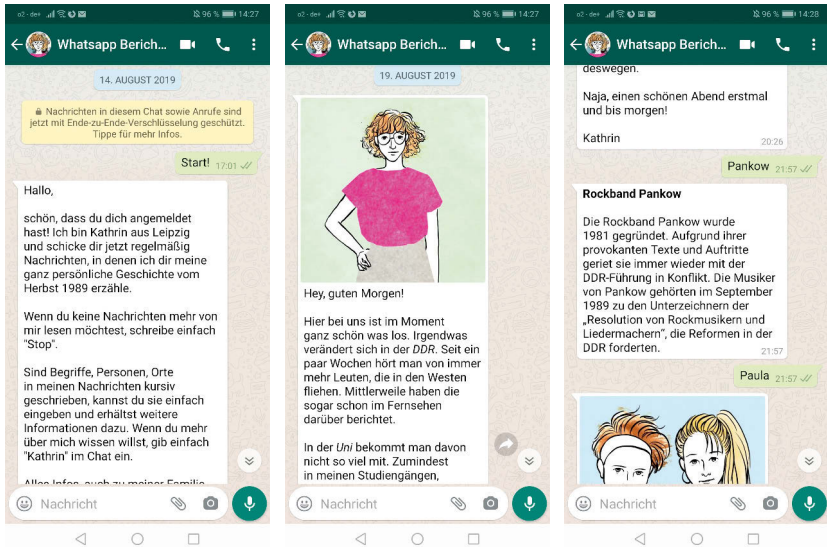 o2 - de+ 96 % 14:27
Whatsapp Berich...
14. AUGUST 2019
Nachrichten in diesem Chat sowie Anrufe sind
jetzt mit Ende-zu-Ende-Verschlüsselung geschützt.
Tippe für mehr Infos.
Start! 17:01
Hallo,
schön, dass du dich angemeldet
hast! Ich bin Kathrin aus Leipzig
und schicke dir jetzt regelmäßig
Nachrichten, in denen ich dir meine
ganz persönliche Geschichte vom
Herbst 1989 erzähle.
Wenn du keine Nachrichten mehr von
mir lesen möchtest, schreibe einfach
"Stop".
Sind Begriffe, Personen, Orte
in meinen Nachrichten kursiv
geschrieben, kannst du sie einfach
eingeben und erhältst weitere
Informationen dazu. Wenn du mehr
über mich wissen willst, gib einfach
"Kathrin" im Chat ein.
Alles Infos, auch zu meiner Familie
Nachricht
o2 - de+ 96 % 14:27
Whatsapp Berich...
19. AUGUST 2019
Hey, guten Morgen!
Hier bei uns ist im Moment
ganz schön was los. Irgendwas
verändert sich in der DDR. Seit ein
paar Wochen hört man von immer
mehr Leuten, die in den Westen
fliehen. Mittlerweile haben die
sogar schon im Fernsehen
darüber berichtet.
In der Uni bekommt man davon
nicht so viel mit. Zumindest
in meinen Studiengängen,
Nachricht
o2 - de+ 96 % 14:28
Whatsapp Berich...
deswegen.
Naja, einen schönen Abend erstmal
und bis morgen!
Kathrin
20:26
Pankow 21:57
Rockband Pankow
Die Rockband Pankow wurde
1981 gegründet. Aufgrund ihrer
provokanten Texte und Auftritte
geriet sie immer wieder mit der
DDR-Führung in Konflikt. Die Musiker
von Pankow gehörten im September
1989 zu den Unterzeichnern der
„Resolution von Rockmusikern und
Liedermachern“, die Reformen in der
DDR forderten.
21:57
Paula 21:57
Nachricht